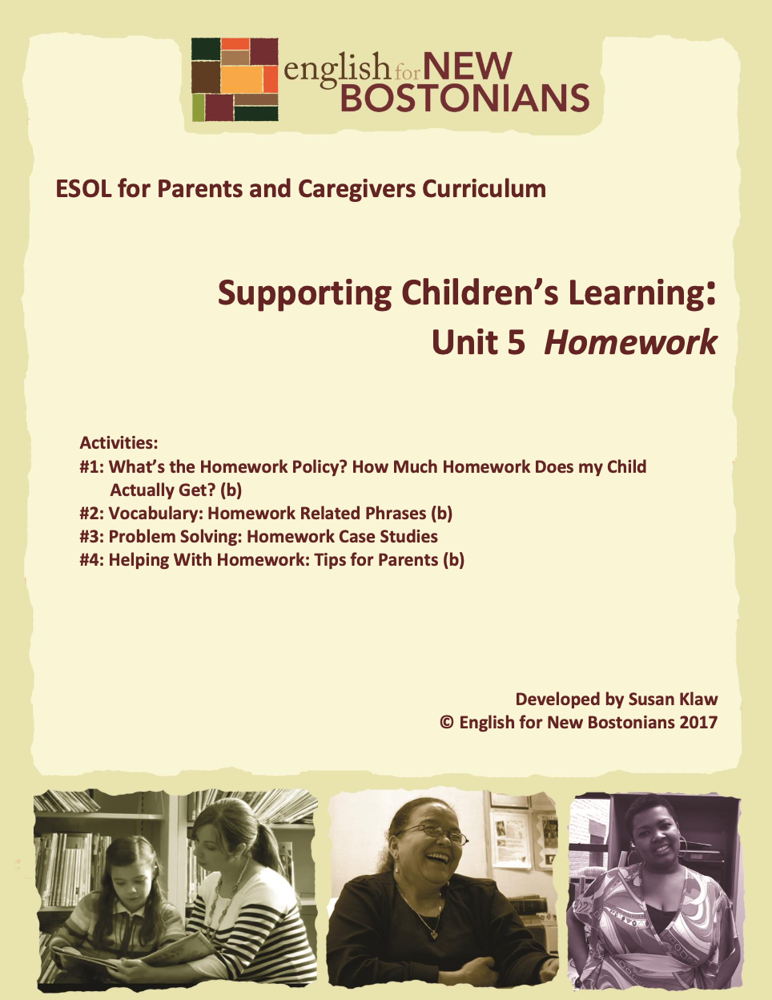 english for NEW
BOSTONIANS
ESOL for Parents and Caregivers Curriculum
Supporting Children’s Learning:
Unit 5 Homework
Activities:
#1: What’s the Homework Policy? How Much Homework Does my Child
Actually Get? (b)
#2: Vocabulary: Homework Related Phrases (b)
#3: Problem Solving: Homework Case Studies
#4: Helping With Homework: Tips for Parents (b)
Developed by Susan Klaw
© English for New Bostonians 2017